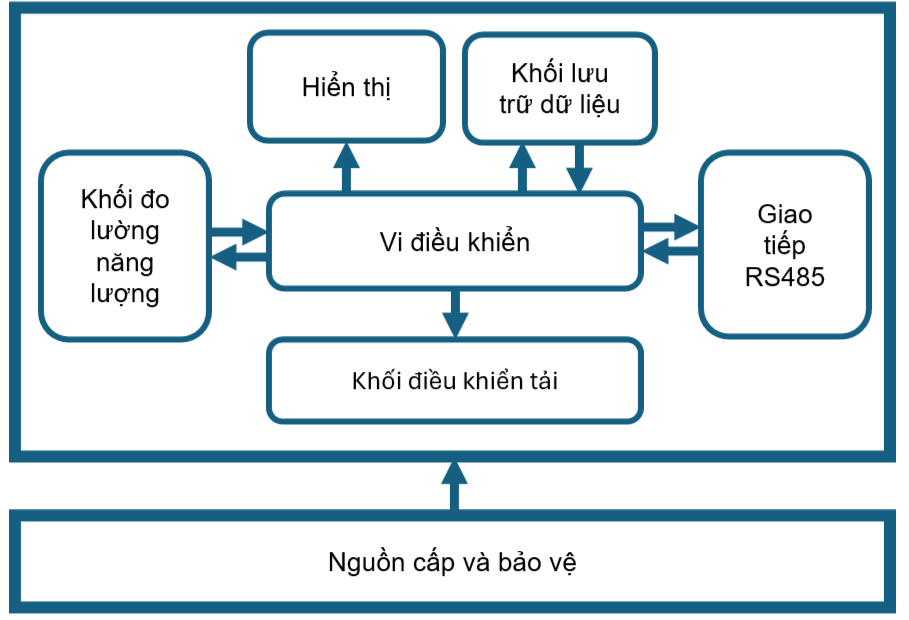 Hiển thị
Khối lưu
trữ dữ liệu
Khối đo
lường
năng
lượng
Vi điều khiển
Giao
tiếp
RS485
Khối điều khiển tải
Nguồn cấp và bảo vệ